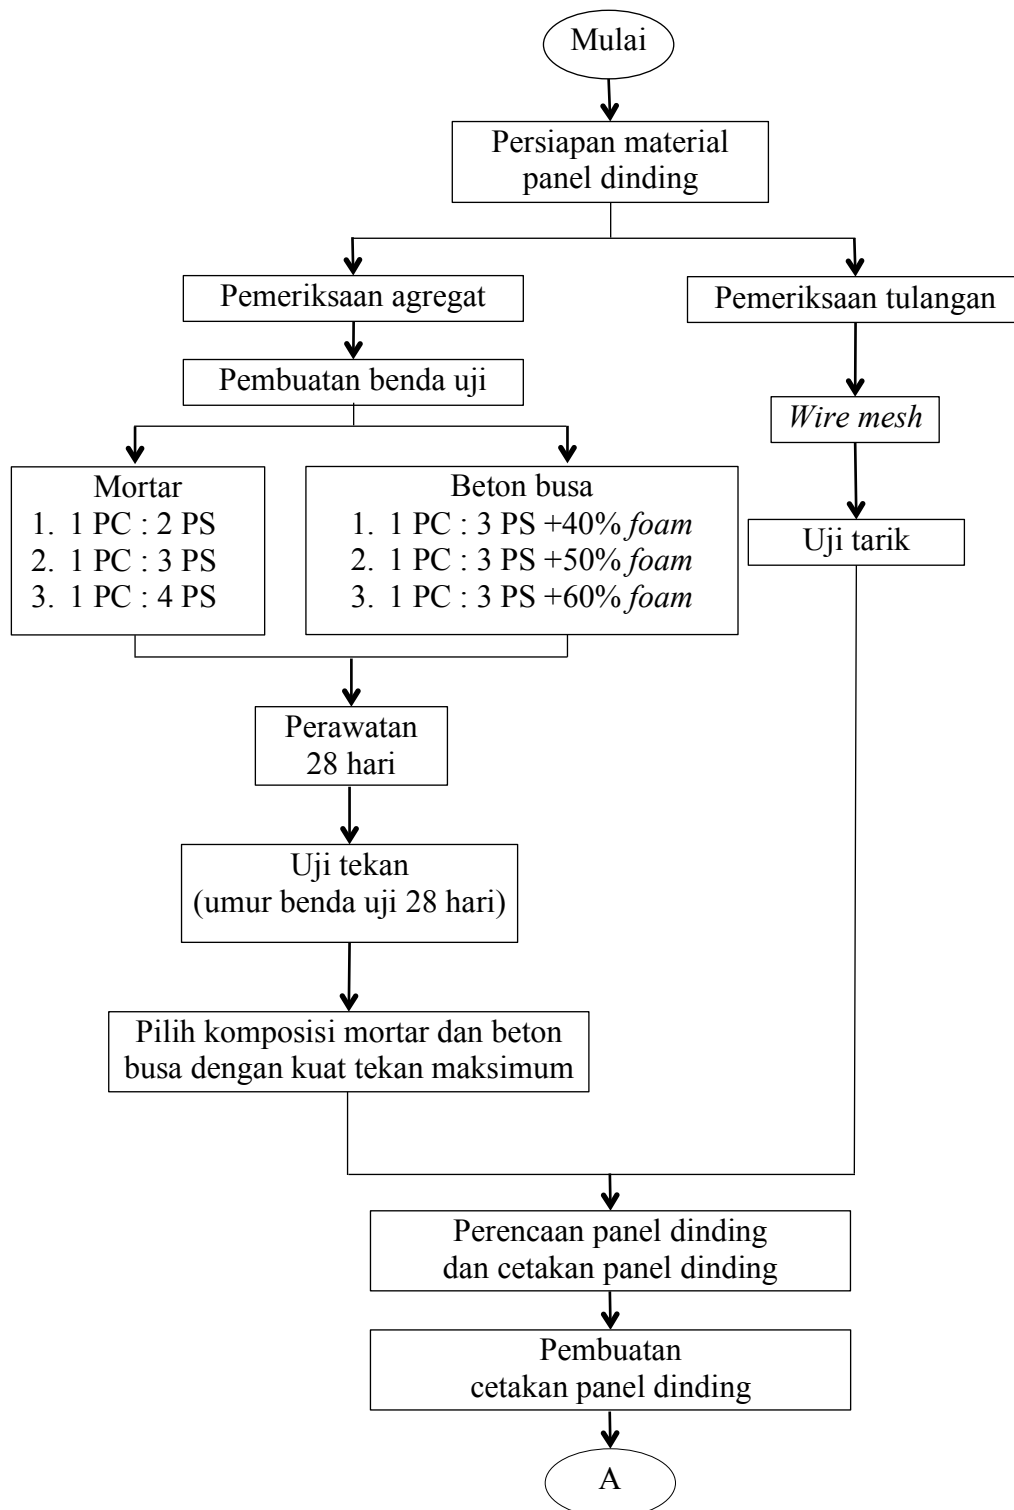 Mulai
Persiapan material
panel dinding
Pemeriksaan agregat
Pemeriksaan tulangan
Pembuatan benda uji
Wire mesh
Mortar
1. 1 PC : 2 PS
2. 1 PC : 3 PS
3. 1 PC : 4 PS
Beton busa
1. 1 PC : 3 PS +40% foam
2. 1 PC : 3 PS +50% foam
3. 1 PC : 3 PS +60% foam
Uji tarik
Perawatan
28 hari
Uji tekan
(umur benda uji 28 hari)
Pilih komposisi mortar dan beton
busa dengan kuat tekan maksimum
Perencaan panel dinding
dan cetakan panel dinding
Pembuatan
cetakan panel dinding
A